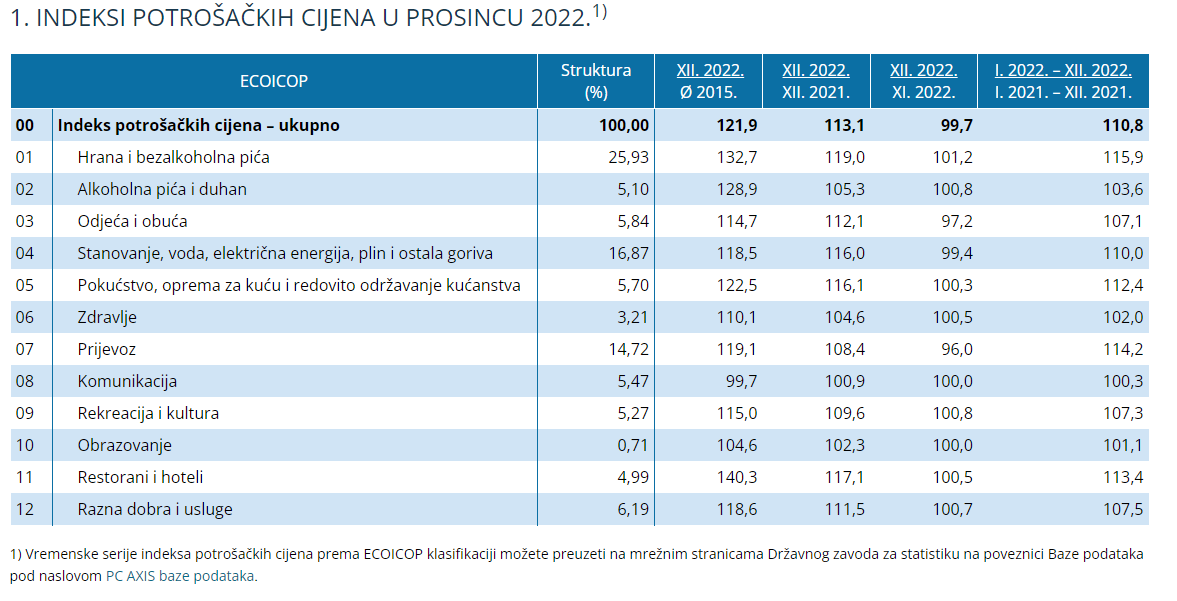 1. INDEKSI POTROŠAČKIH CIJENA U PROSINCU 2022.1)
ECOICOP Struktura (%) XII. 2022. Ø 2015. XII. 2022. XII. 2021. XII. 2022. XI. 2022. I. 2022. – XII. 2022. I. 2021. – XII. 2021.
00 Indeks potrošačkih cijena – ukupno 100,00 121,9 113,1 99,7 110,8
01 Hrana i bezalkoholna pića 25,93 132,7 119,0 101,2 115,9
02 Alkoholna pića i duhan 5,10 128,9 105,3 100,8 103,6
03 Odjeća i obuća 5,84 114,7 112,1 97,2 107,1
04 Stanovanje, voda, električna energija, plin i ostala goriva 16,87 118,5 116,0 99,4 110,0
05 Pokućstvo, oprema za kuću i redovito održavanje kućanstva 5,70 122,5 116,1 100,3 112,4
06 Zdravlje 3,21 110,1 104,6 100,5 102,0
07 Prijevoz 14,72 119,1 108,4 96,0 114,2
08 Komunikacija 5,47 99,7 100,9 100,0 100,3
09 Rekreacija i kultura 5,27 115,0 109,6 100,8 107,3
10 Obrazovanje 0,71 104,6 102,3 100,0 101,1
11 Restorani i hoteli 4,99 140,3 117,1 100,5 113,4
12 Razna dobra i usluge 6,19 118,6 111,5 100,7 107,5
1) Vremenske serije indeksa potrošačkih cijena prema ECOICOP klasifikaciji možete preuzeti na mrežnim stranicama Državnog zavoda za statistiku na poveznici Baze podataka
pod naslovom PC AXIS baze podataka.